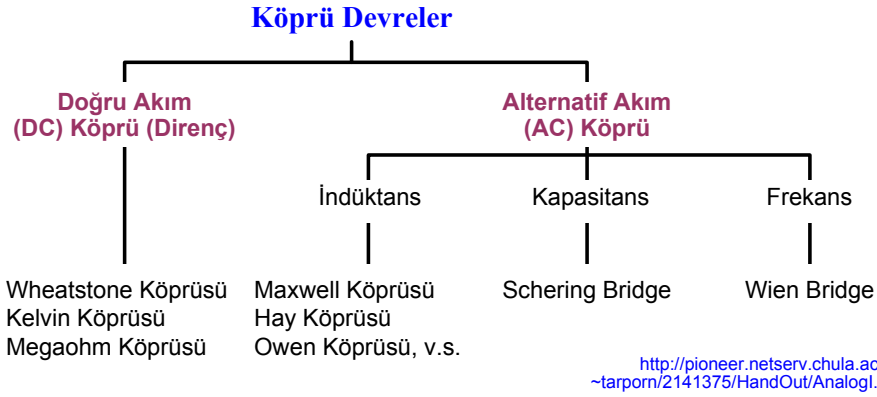 Köprü Devreler
Doğru Akım
(DC) Köprü (Direnç)
Alternatif Akım
(AC) Köprü
İndüktans
Kapasitans
Frekans
Wheatstone Köprüsü
Kelvin Köprüsü
Megaohm Köprüsü
Maxwell Köprüsü
Hay Köprüsü
Owen Köprüsü, v.s.
Schering Bridge
Wien Bridge
http://pioneer.netserv.chula.ac
~tarporn/2141375/HandOut/AnalogI.